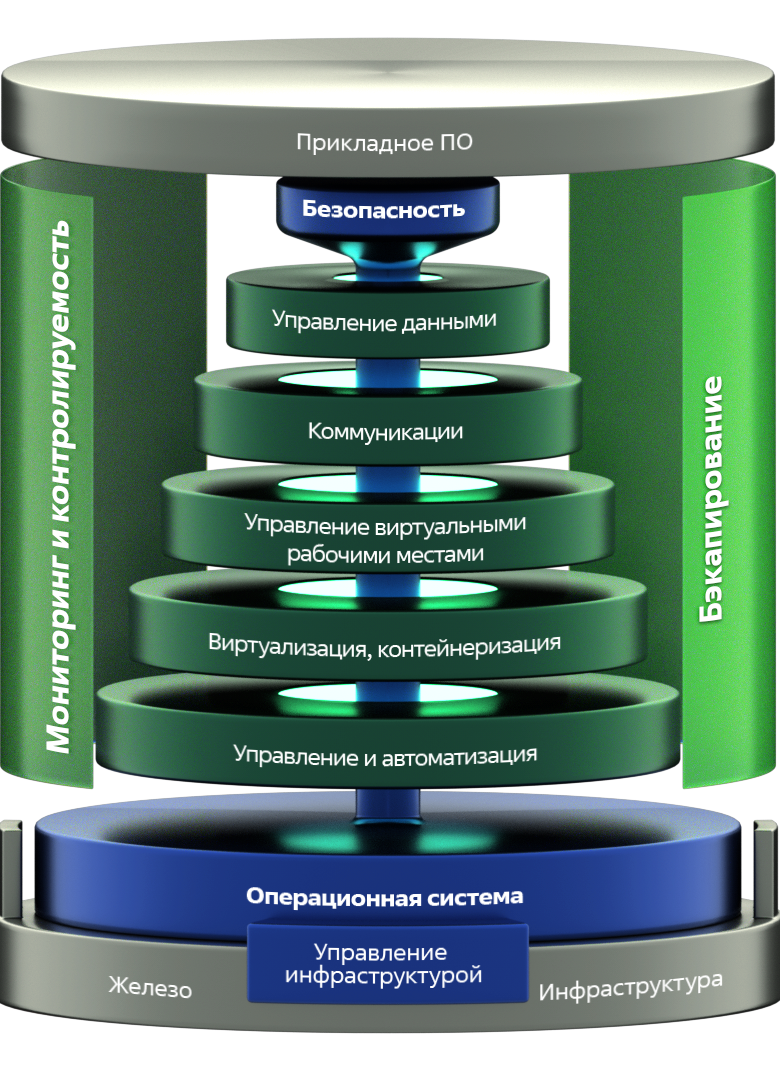 Прикладное ПО
Безопасность
Мониторинг и контролируемость
Управление данными
Коммуникации
Управление виртуальными
рабочими местами
Виртуализация, контейнеризация
Управление и автоматизация
Бэкапирование
Операционная система
Управление
инфраструктурой
Железо
Инфраструктура